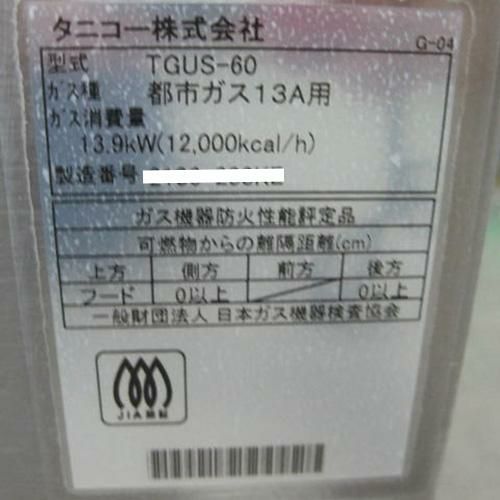 タニコー株式会社
G-04
型式 TGUS-60
ガス種 都市ガス13A用
ガス消費量
13.9kW(12,000kcal/h)
製造番号
ガス機器防火性能評定品
可燃物からの離隔距離(cm)
上方 側方 前方 後方
フード 0以上 0以上
一般財団法人 日本ガス機器検査協会